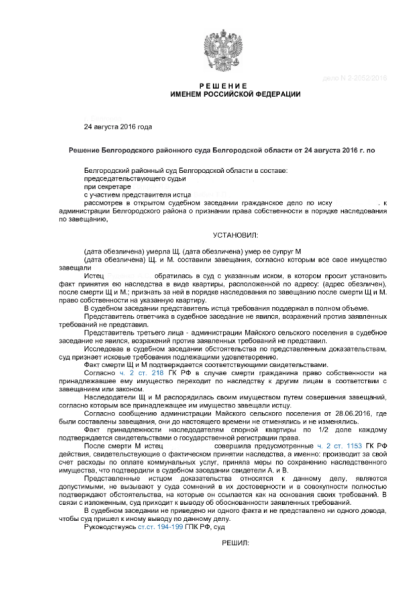 дело № 2-2052/2016
Р Е Ш Е Н И Е
ИМЕНЕМ РОССИЙСКОЙ ФЕДЕРАЦИИ
24 августа 2016 года
Решение Белгородского районного суда Белгородской области от 24 августа 2016 г. по
Белгородский районный суд Белгородской области в составе:
председательствующего судьи
при секретаре
с участием представителя истца
рассмотрев в открытом судебном заседании гражданское дело по иску . к
администрации Белгородского района о признании права собственности в порядке наследования
по завещанию,
УСТАНОВИЛ:
(дата обезличена) умерла Щ, (дата обезличена) умер ее супруг М
(дата обезличена) Щ. и М. составили завещания, согласно которым все свое имущество
завещали
Истец обратилась в суд с указанным иском, в котором просит установить
факт принятия ею наследства в виде квартиры, расположенной по адресу: (адрес обезличен),
после смерти Щ и М.; признать за ней в порядке наследования по завещанию после смерти Щ и М.
право собственности на указанную квартиру.
В судебном заседании представитель истца требования поддержал в полном объеме.
Представитель ответчика в судебное заседание не явился, возражений против заявленных
требований не представил.
Представитель третьего лица - администрации Майского сельского поселения в судебное
заседание не явился, возражений против заявленных требований не представил.
Исследовав в судебном заседании обстоятельства по представленным доказательствам,
суд признает исковые требования подлежащими удовлетворению.
Факт смерти Щ и М подтверждается соответствующими свидетельствами.
Согласно ч. 2 ст. 218 ГК РФ в случае смерти гражданина право собственности на
принадлежавшее ему имущество переходит по наследству к другим лицам в соответствии с
завещанием или законом.
Наследодатели Щ и М распорядились своим имуществом путем совершения завещаний,
согласно которым все принадлежащее им имущество завещали истцу.
Согласно сообщению администрации Майского сельского поселения от 28.06.2016, где
были составлены завещания, они до настоящего времени не отменялись и не изменялись.
Факт принадлежности наследодателям спорной квартиры по 1/2 доле каждому
подтверждается свидетельствами о государственной регистрации права.
После смерти М истец совершила предусмотренные ч. 2 ст. 1153 ГК РФ
действия, свидетельствующие о фактическом принятии наследства, а именно: производит за свой
счет расходы по оплате коммунальных услуг, приняла меры по сохранению наследственного
имущества, что подтвердили в судебном заседании свидетели А. и В.
Представленные истцом доказательства относятся к данному делу, являются
допустимыми, не вызывают у суда сомнений в их достоверности и в совокупности полностью
подтверждают обстоятельства, на которые он ссылается как на основания своих требований. В
связи с изложенным, суд приходит к выводу об обоснованности заявленных требований.
В судебном заседании не приведено ни одного факта и не представлено ни одного довода,
чтобы суд пришел к иному выводу по данному делу.
Руководствуясь ст.ст. 194-199 ГПК РФ, суд
РЕШИЛ: